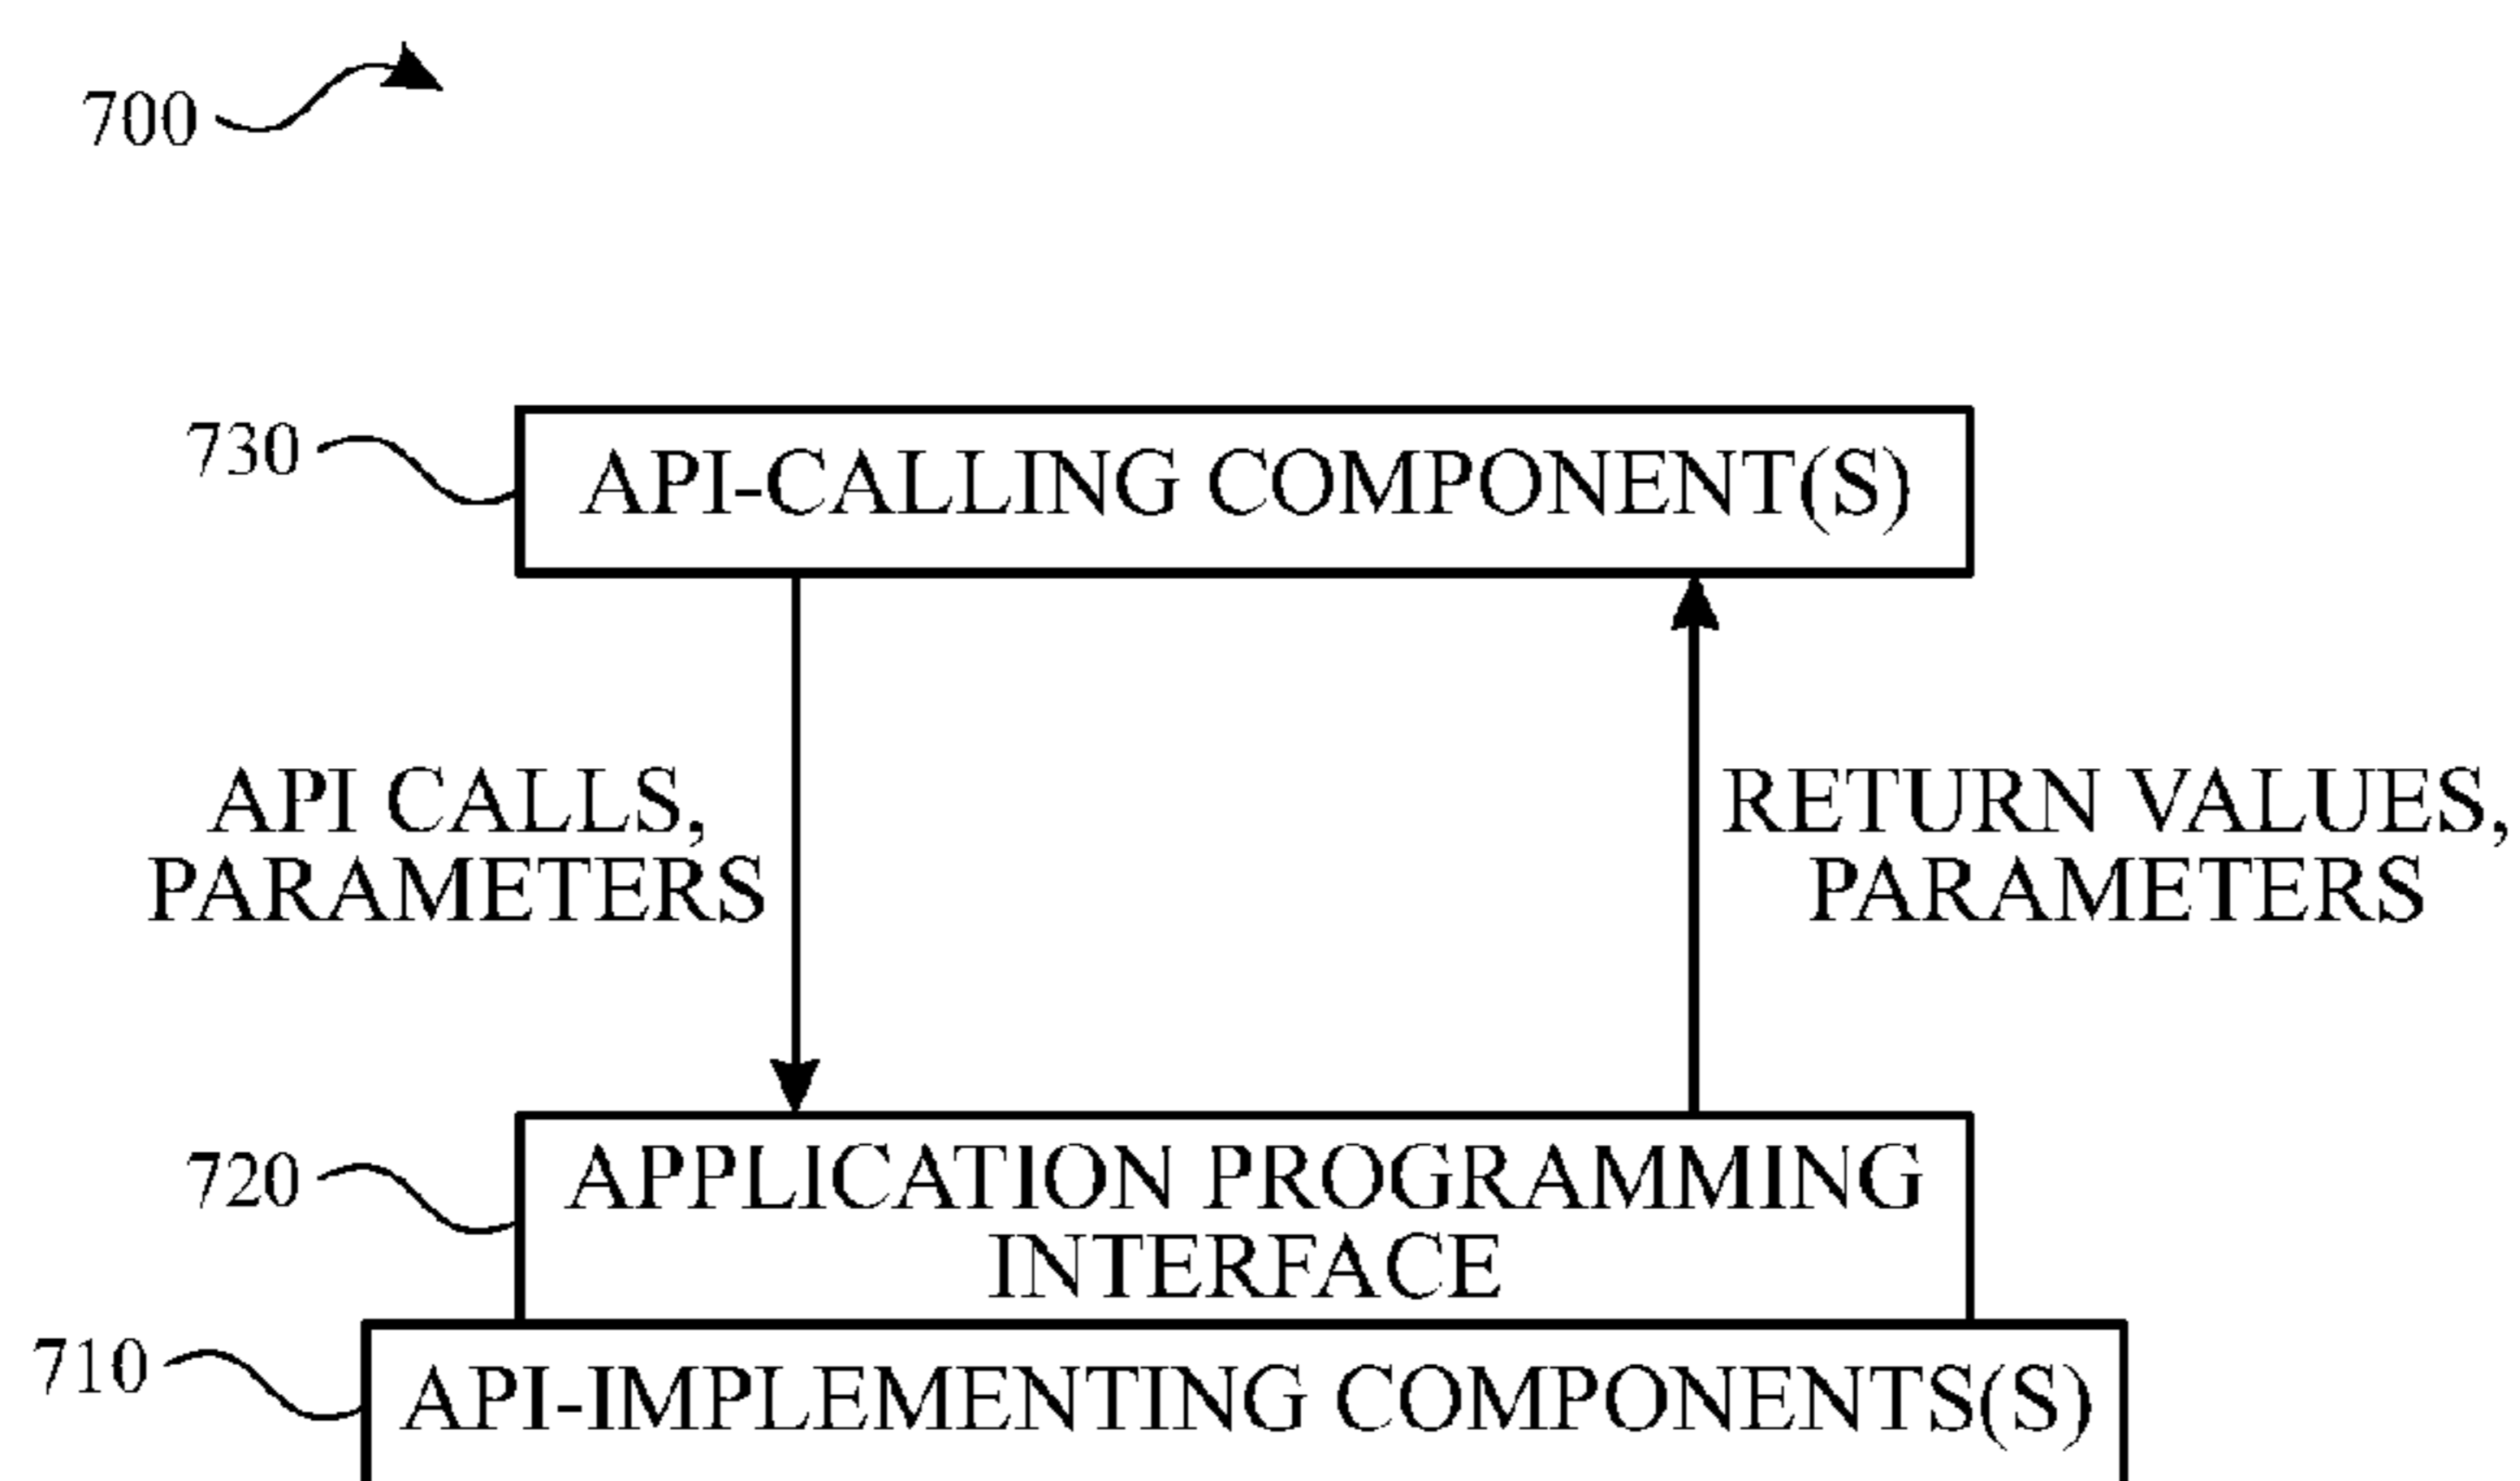 700
730
API-CALLING COMPONENT(S)
API CALLS,
PARAMETERS
RETURN VALUES,
PARAMETERS
720
APPLICATION PROGRAMMING
INTERFACE
710
API-IMPLEMENTING COMPONENTS(S)